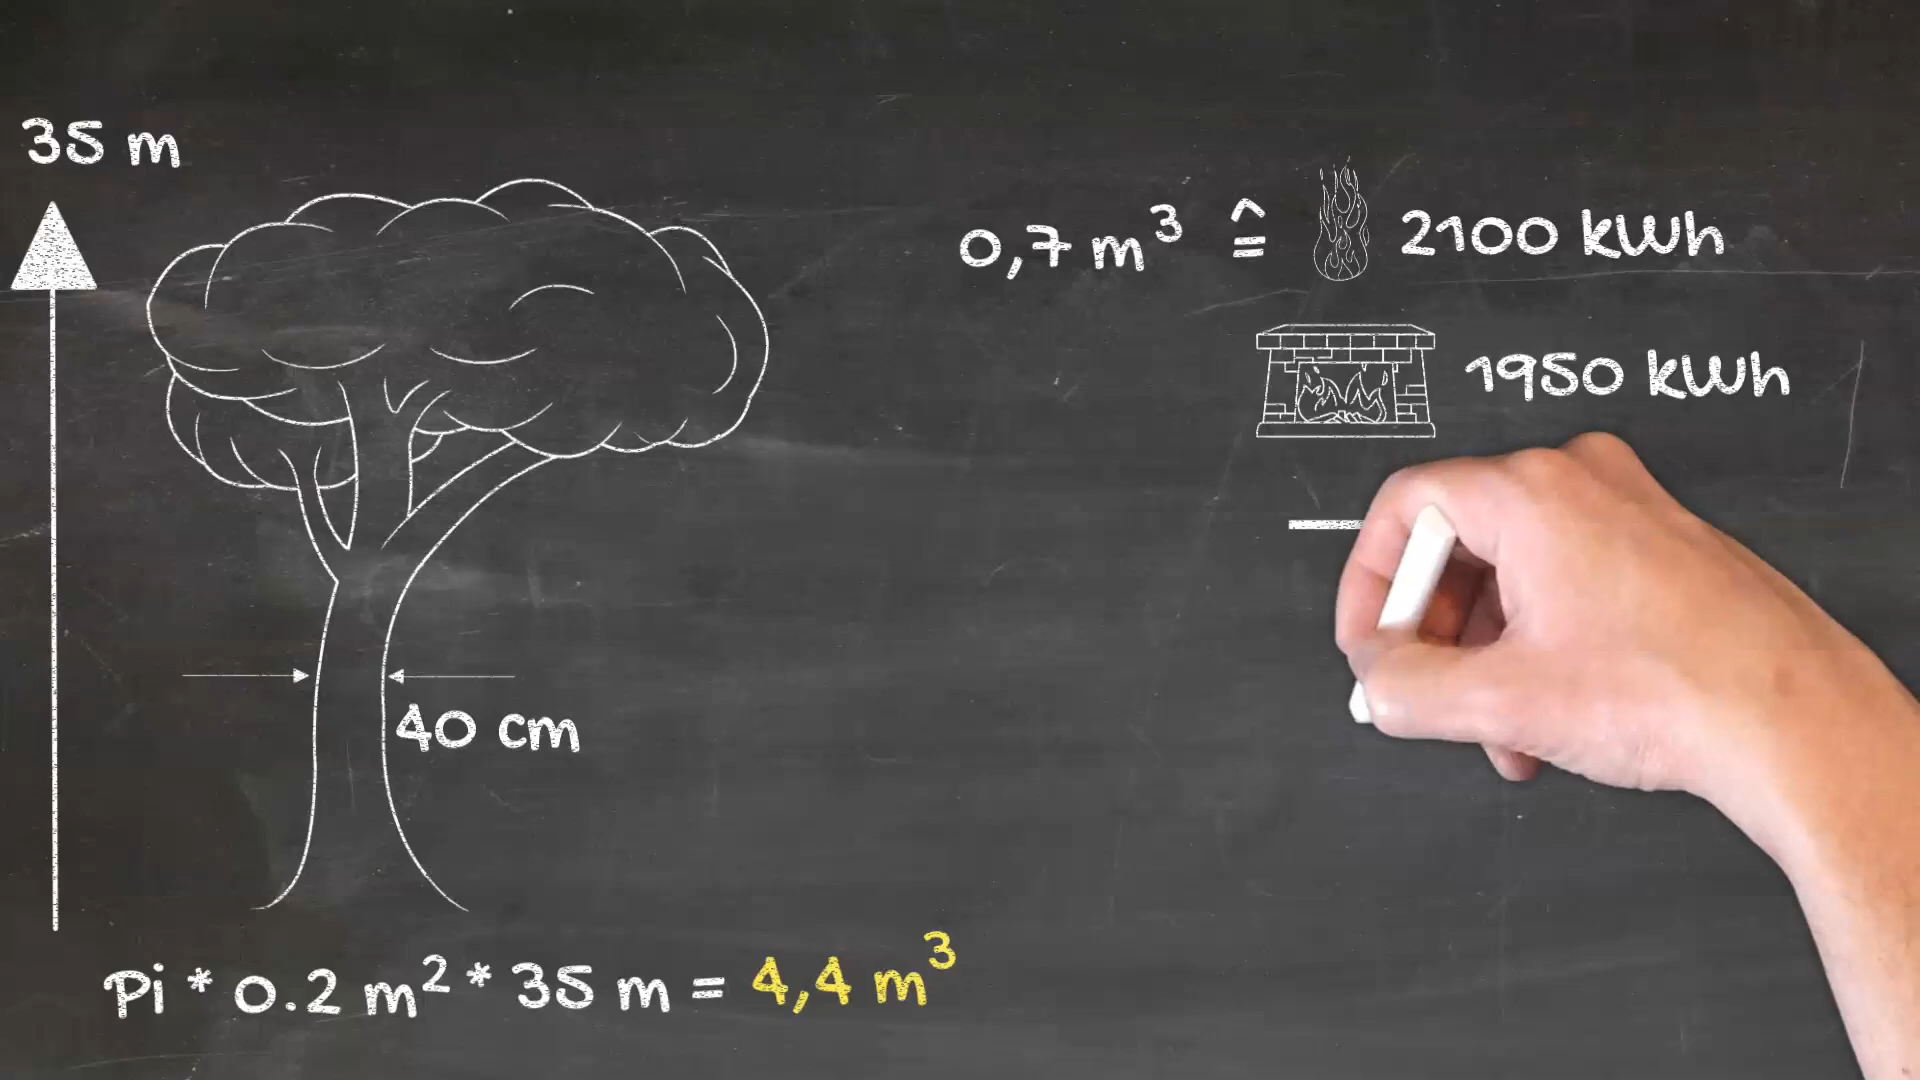 35 m
0,7 m³ ≙ 2100 kWh
1950 kWh
40 cm
Pi * 0.2 m² * 35 m = 4,4 m³